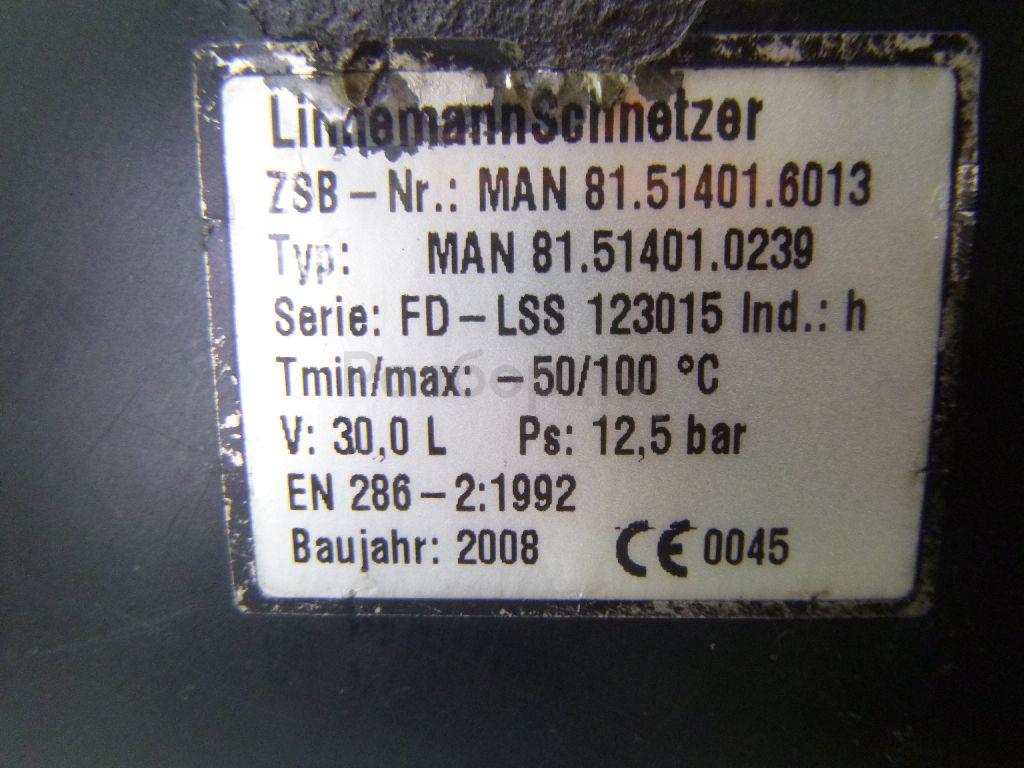 LinnemannSchnetzer
ZSB – Nr.: MAN 81.51401.6013
Typ: MAN 81.51401.0239
Serie: FD – LSS 123015 Ind.: h
Tmin/max: – 50/100 °C
V: 30,0 L Ps: 12,5 bar
EN 286 – 2:1992
Baujahr: 2008 CE 0045